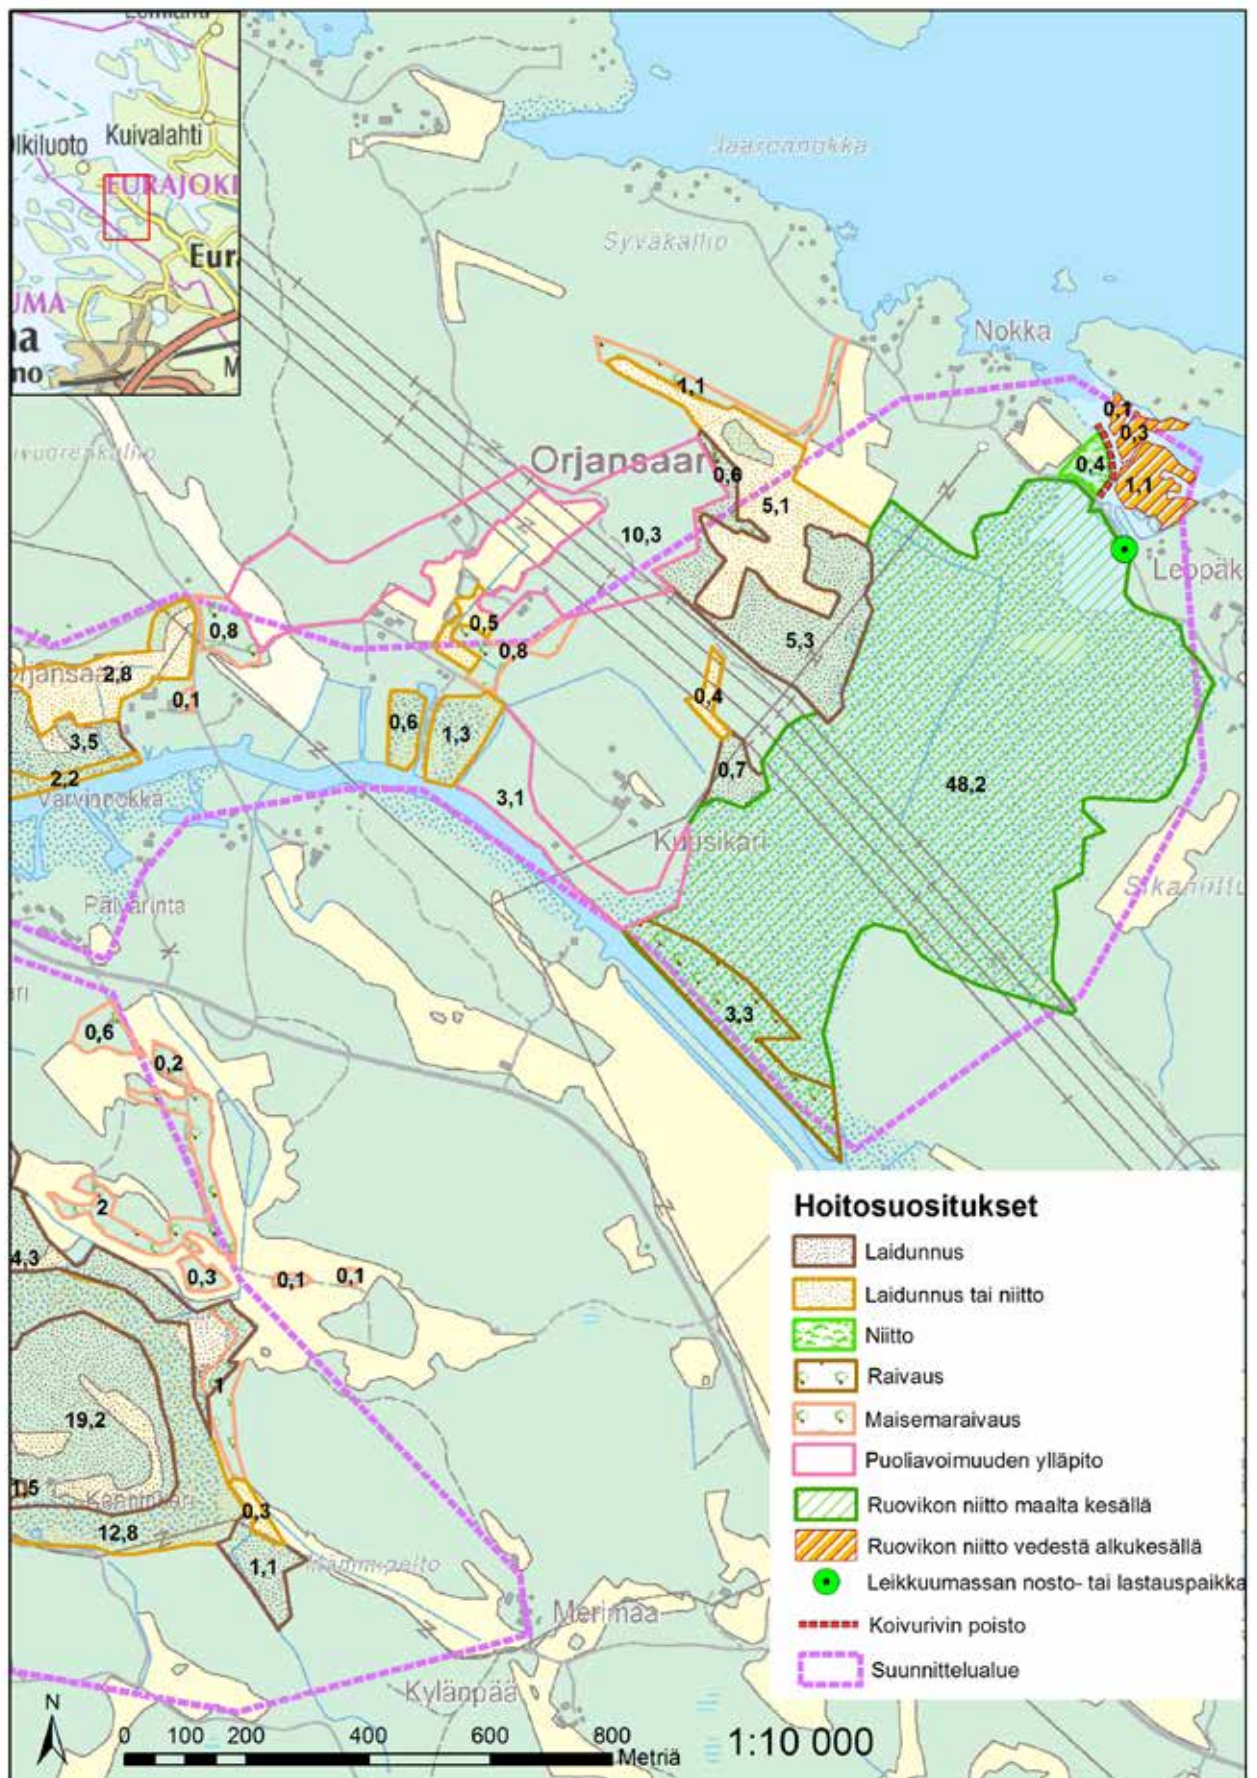 Kuivalahti
lkiluoto
EURAJOKI
Eur
UMA
Jaaronnokka
Syväkallio
Nokka
1,1
0,1
0,3
Orjansaari
0,6
0,4
1,1
5,1
10,3
Leopäk
0,5
0,8
0,8
5,3
2,8
0,1
0,4
0,6
1,3
3,5
0,7
2,2
48,2
3,1
Kuusikari
Päivärinta
3,3
0,6
0,2
2
4,3
0,3
0,1
0,1
1
19,2
1,5
0,3
12,8
1,1
Merimaa
Kylänpää
Hoitosuositukset
Laidunnus
Laidunnus tai niitto
Niitto
Raivaus
Maisemaraivaus
Puoliavoimuuden ylläpito
Ruovikon niitto maalta kesällä
Ruovikon niitto vedestä alkukesällä
Leikkuumassan nosto- tai lastauspaikka
Koivurivin poisto
Suunnittelualue
N
0 100 200 400 600 800
Metriä
1:10 000